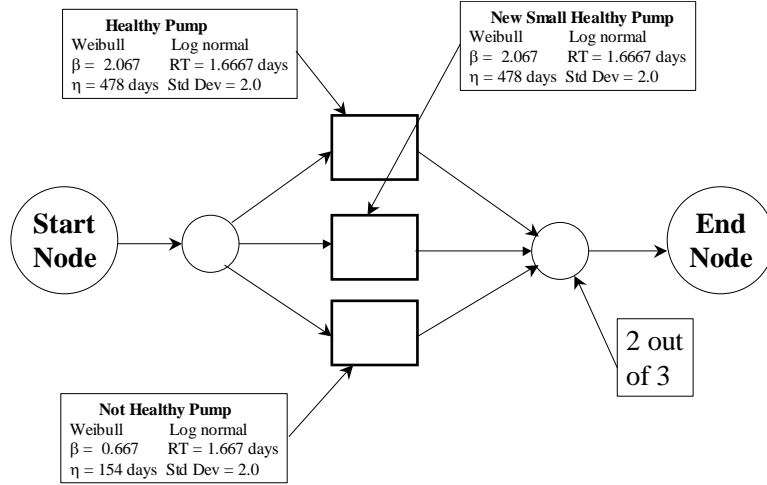 Healthy Pump
Weibull Log normal
β = 2.067 RT = 1.6667 days
η = 478 days Std Dev = 2.0
New Small Healthy Pump
Weibull Log normal
β = 2.067 RT = 1.6667 days
η = 478 days Std Dev = 2.0
Start
Node
End
Node
2 out
of 3
Not Healthy Pump
Weibull Log normal
β = 0.667 RT = 1.667 days
η = 154 days Std Dev = 2.0